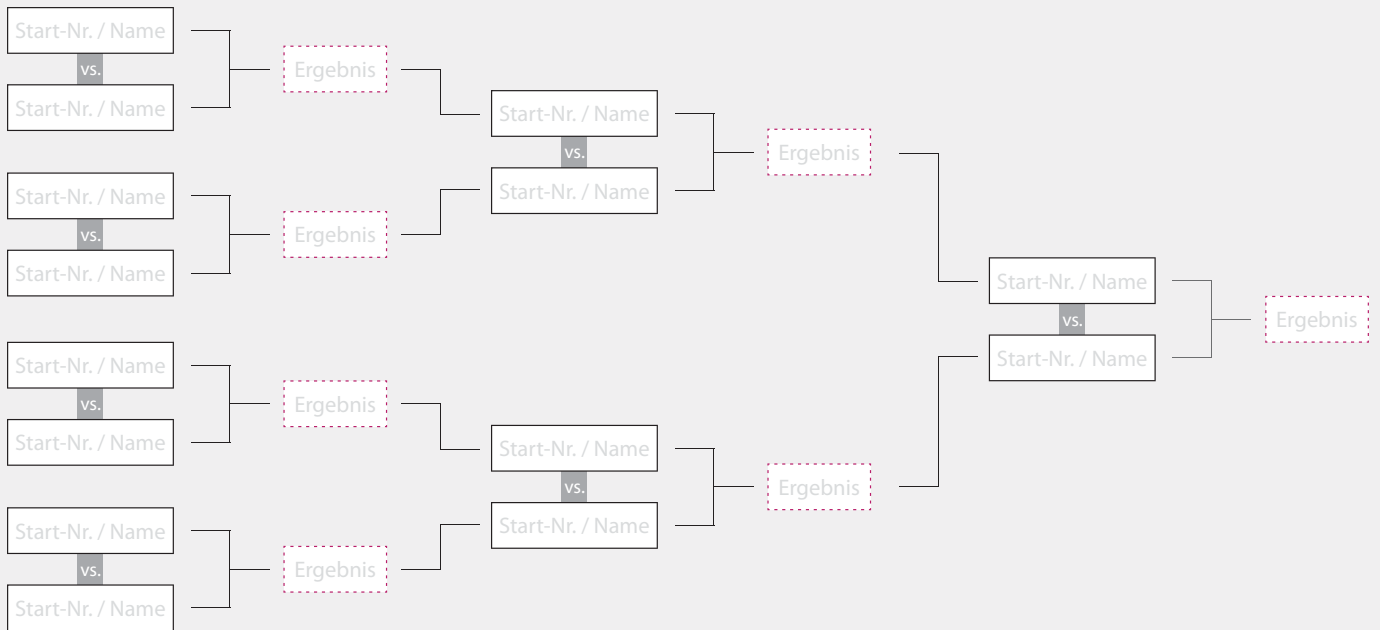 Start-Nr. / Name
vs.
Start-Nr. / Name
Ergebnis
Start-Nr. / Name
vs.
Start-Nr. / Name
Ergebnis
Start-Nr. / Name
vs.
Start-Nr. / Name
Ergebnis
Start-Nr. / Name
vs.
Start-Nr. / Name
Ergebnis
Start-Nr. / Name
vs.
Start-Nr. / Name
Ergebnis
Start-Nr. / Name
vs.
Start-Nr. / Name
Ergebnis
Start-Nr. / Name
vs.
Start-Nr. / Name
Ergebnis